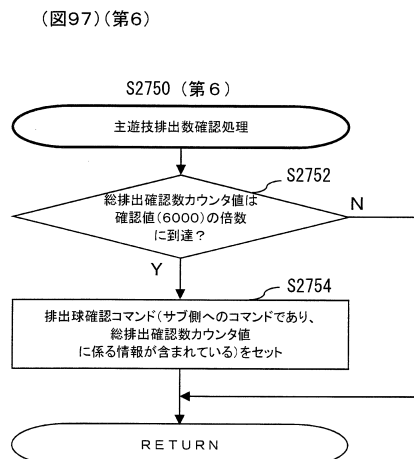 (図97)(第6)
S2750 (第6)
主遊技排出数確認処理
S2752
総排出確認数カウンタ値は
確認値(6000)の倍数
に到達?
N
Y
S2754
排出球確認コマンド(サブ側へのコマンドであり、
総排出確認数カウンタ値
に係る情報が含まれている)をセット
RETURN